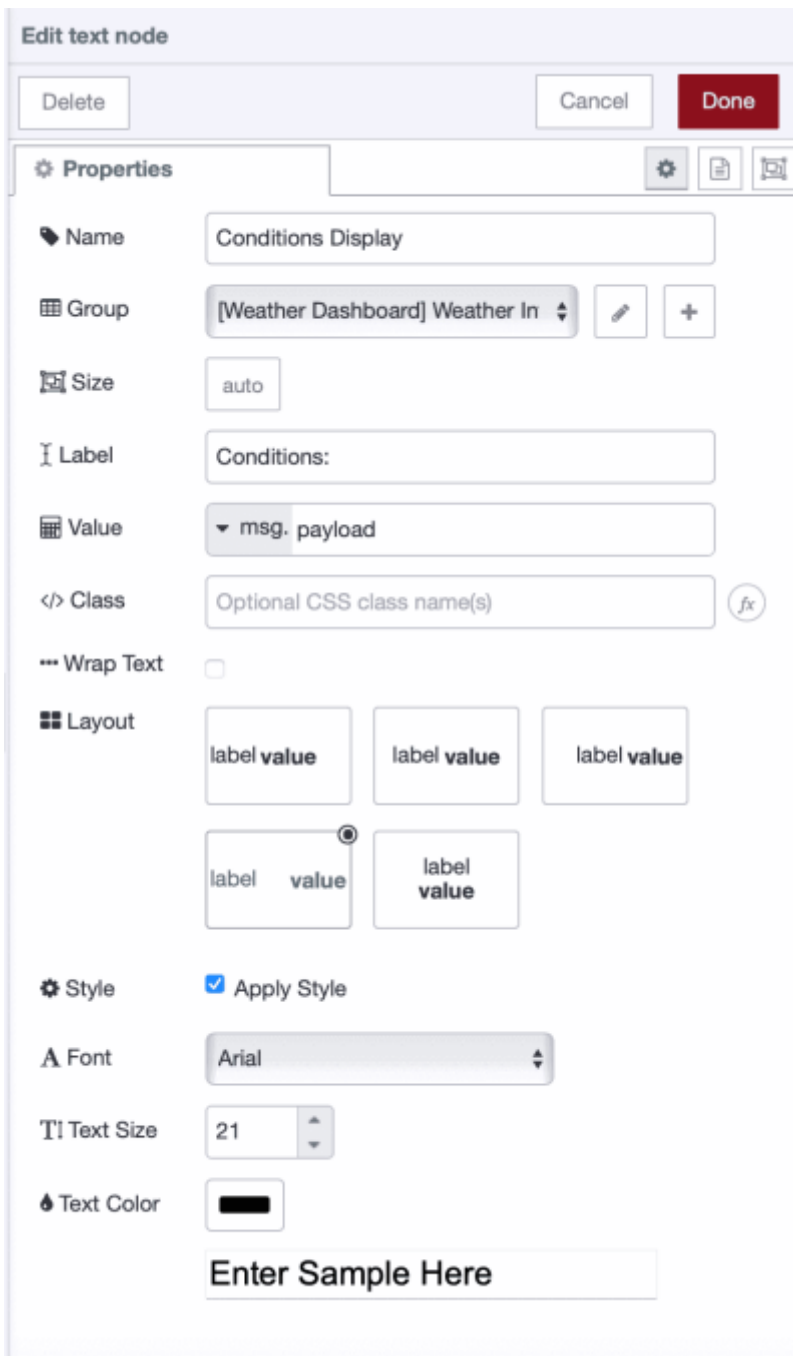 Edit text node
Delete Cancel Done
Properties
Name Conditions Display
Group [Weather Dashboard] Weather In
Size auto
Label Conditions:
Value msg. payload
</> Class Optional CSS class name(s) fx
Wrap Text
Layout label value label value label value
label value label
value
Style Apply Style
Font Arial
Text Size 21
Text Color
Enter Sample Here